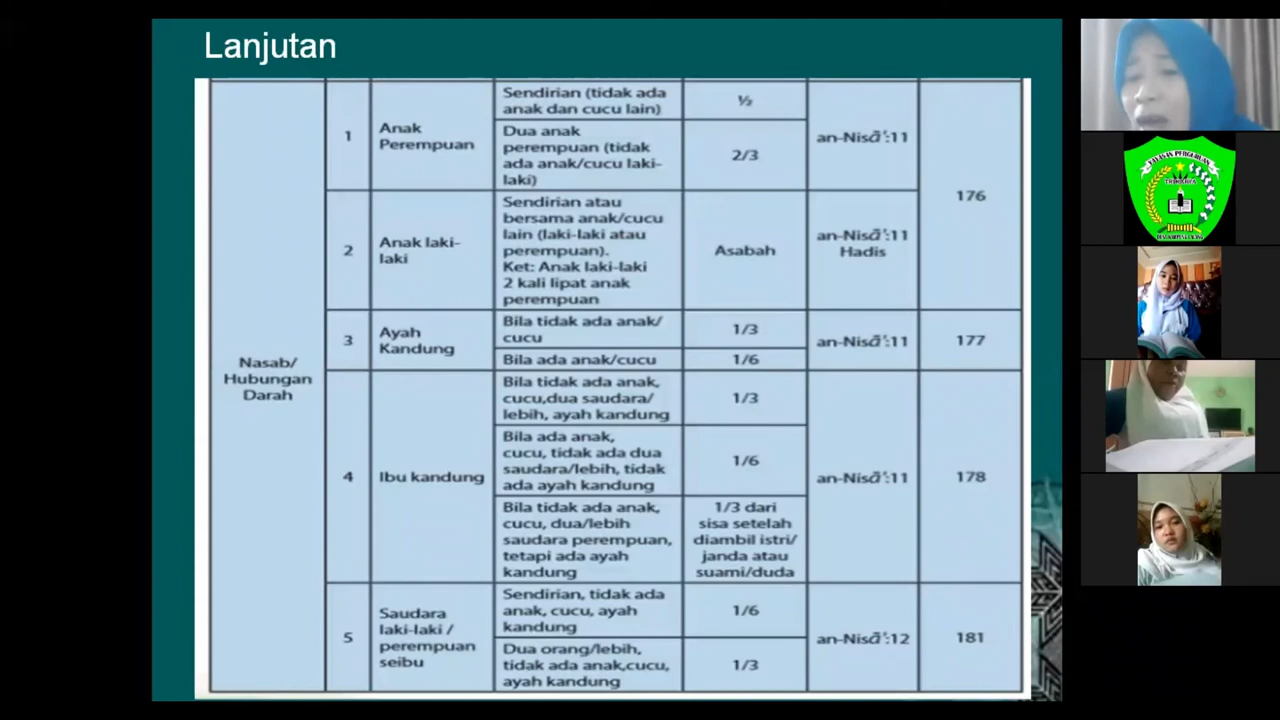 Lanjutan
Nasab/
Hubungan
Darah
1
Anak
Perempuan
Sendirian (tidak ada
anak dan cucu lain)
½
Dua anak
perempuan (tidak
ada anak/cucu laki-
laki)
2/3
an-Nisā':11
176
2
Anak laki-
laki
Sendirian atau
bersama anak/cucu
lain (laki-laki atau
perempuan).
Ket: Anak laki-laki
2 kali lipat anak
perempuan
Asabah
an-Nisā':11
Hadis
3
Ayah
Kandung
Bila tidak ada anak/
cucu
1/3
Bila ada anak/cucu
1/6
an-Nisā':11
177
4
Ibu kandung
Bila tidak ada anak,
cucu,dua saudara/
lebih, ayah kandung
1/3
Bila ada anak,
cucu, tidak ada dua
saudara/lebih, tidak
ada ayah kandung
1/6
Bila tidak ada anak,
cucu, dua/lebih
saudara perempuan,
tetapi ada ayah
kandung
1/3 dari
sisa setelah
diambil istri/
janda atau
suami/duda
an-Nisā':11
178
5
Saudara
laki-laki /
perempuan
seibu
Sendirian, tidak ada
anak, cucu, ayah
kandung
1/6
Dua orang/lebih,
tidak ada anak,cucu,
ayah kandung
1/3
an-Nisā':12
181
YAYASAN PERGURUAN